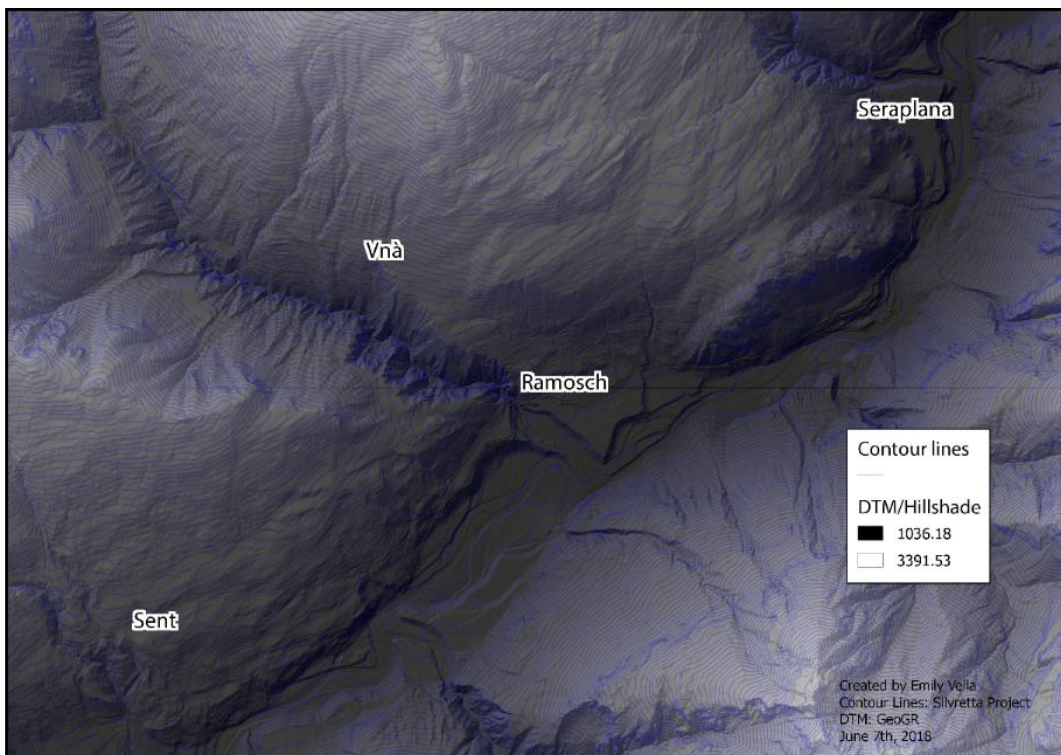 Seraplana
Vnà
Ramosch
Sent
Contour lines
DTM/Hillshade
1036.18
3391.53
Created by Emily Vella
Contour Lines: Silvretta Project
DTM: GeoGR
June 7th, 2018